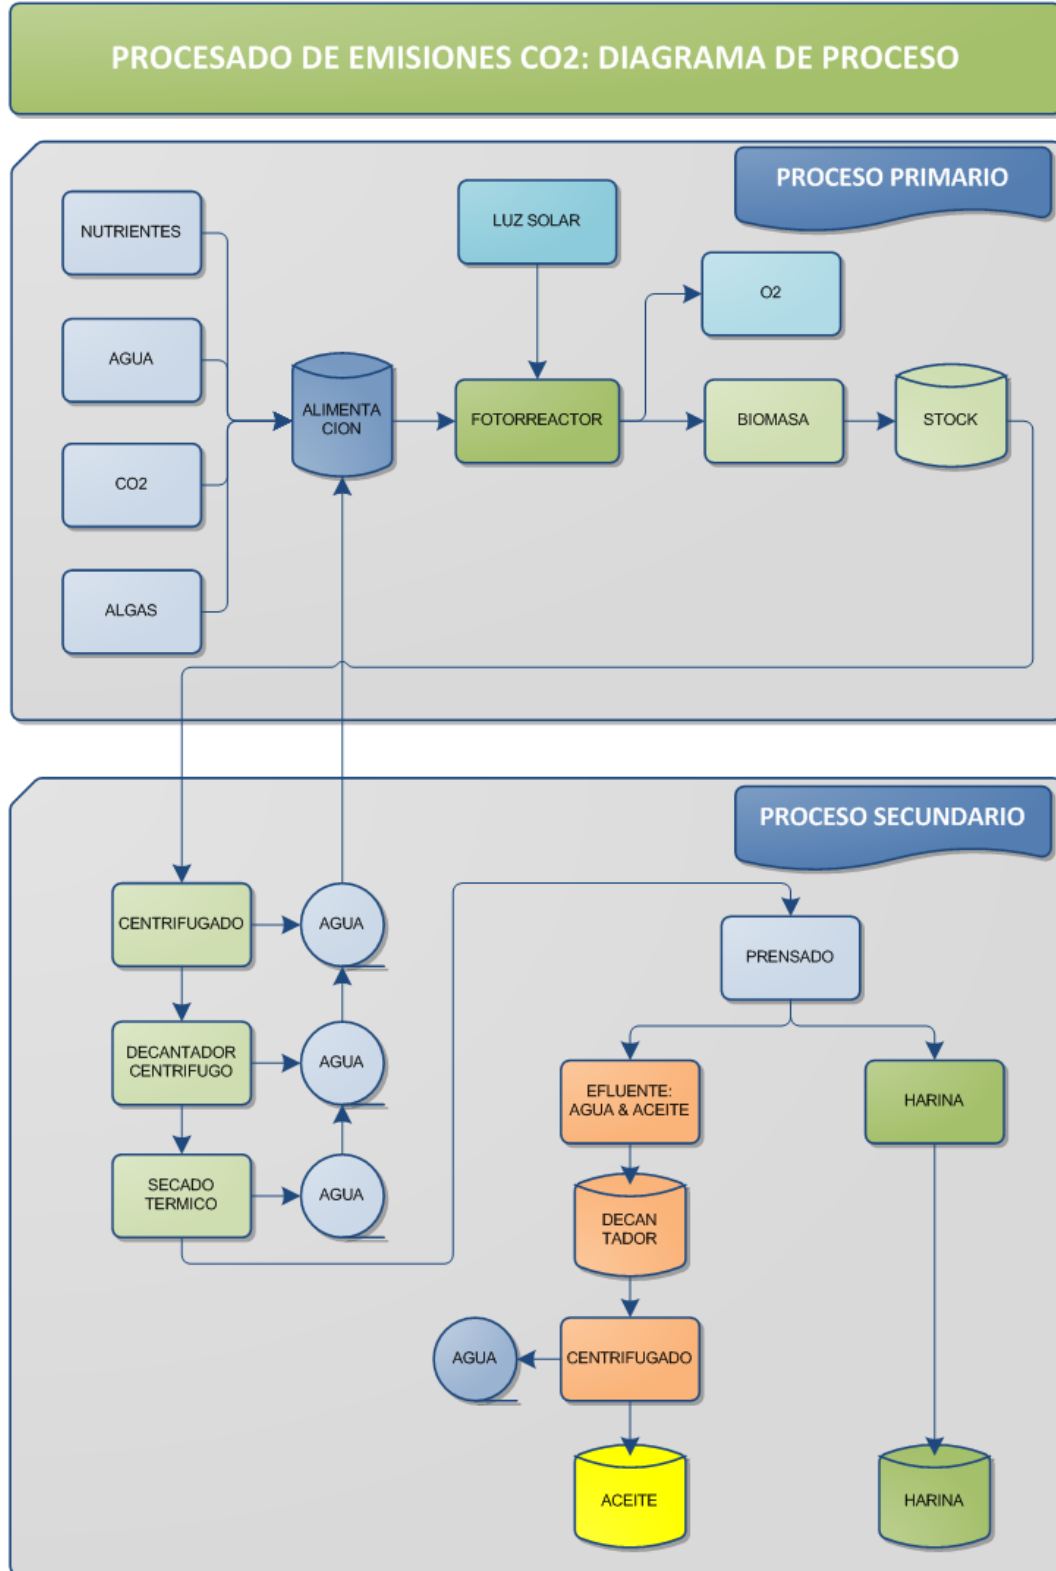 PROCESADO DE EMISIONES CO2: DIAGRAMA DE PROCESO
PROCESO PRIMARIO
NUTRIENTES
LUZ SOLAR
O2
AGUA
ALIMENTA
CION
FOTORREACTOR
BIOMASA
STOCK
CO2
ALGAS
PROCESO SECUNDARIO
CENTRIFUGADO
AGUA
PRENSADO
DECANTADOR
CENTRIFUGO
AGUA
EFLUENTE:
AGUA & ACEITE
HARINA
SECADO
TERMICO
AGUA
DECAN
TADOR
AGUA
CENTRIFUGADO
ACEITE
HARINA